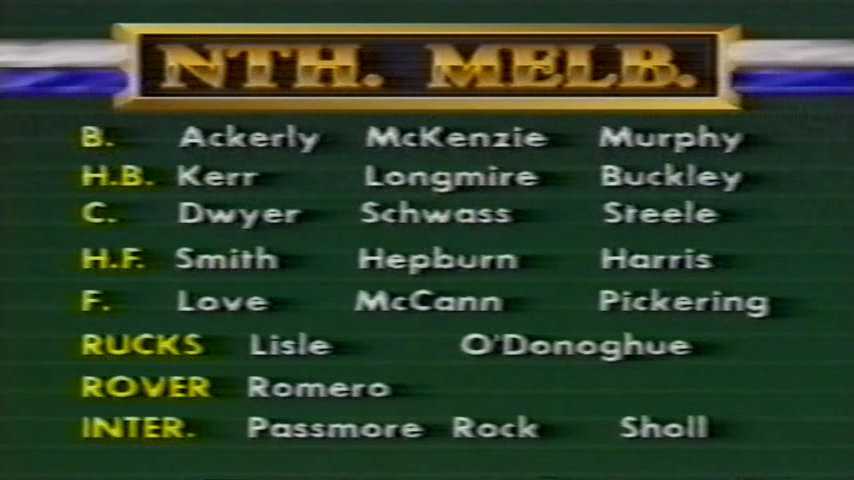 NTH. MELB.
B. Ackerly McKenzie Murphy
H.B. Kerr Longmire Buckley
C. Dwyer Schwass Steele
H.F. Smith Hepburn Harris
F. Love McCann Pickering
RUCKS Lisle O'Donoghue
ROVER Romero
INTER. Passmore Rock Sholl